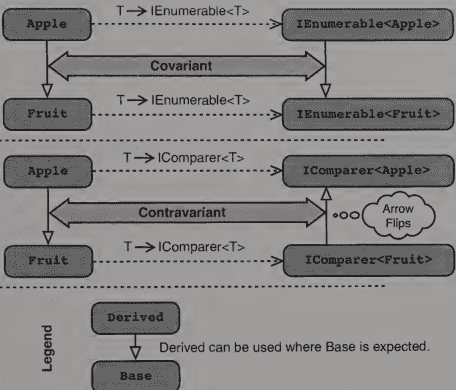 T → IEnumerable<T>
Apple IEnumerable<Apple>
Covariant
T → IEnumerable<T>
Fruit IEnumerable<Fruit>
T → IComparer<T>
Apple IComparer<Apple>
Contravariant
Arrow
Flips
T → IComparer<T>
Fruit IComparer<Fruit>
Legend
Derived
Derived can be used where Base is expected.
Base